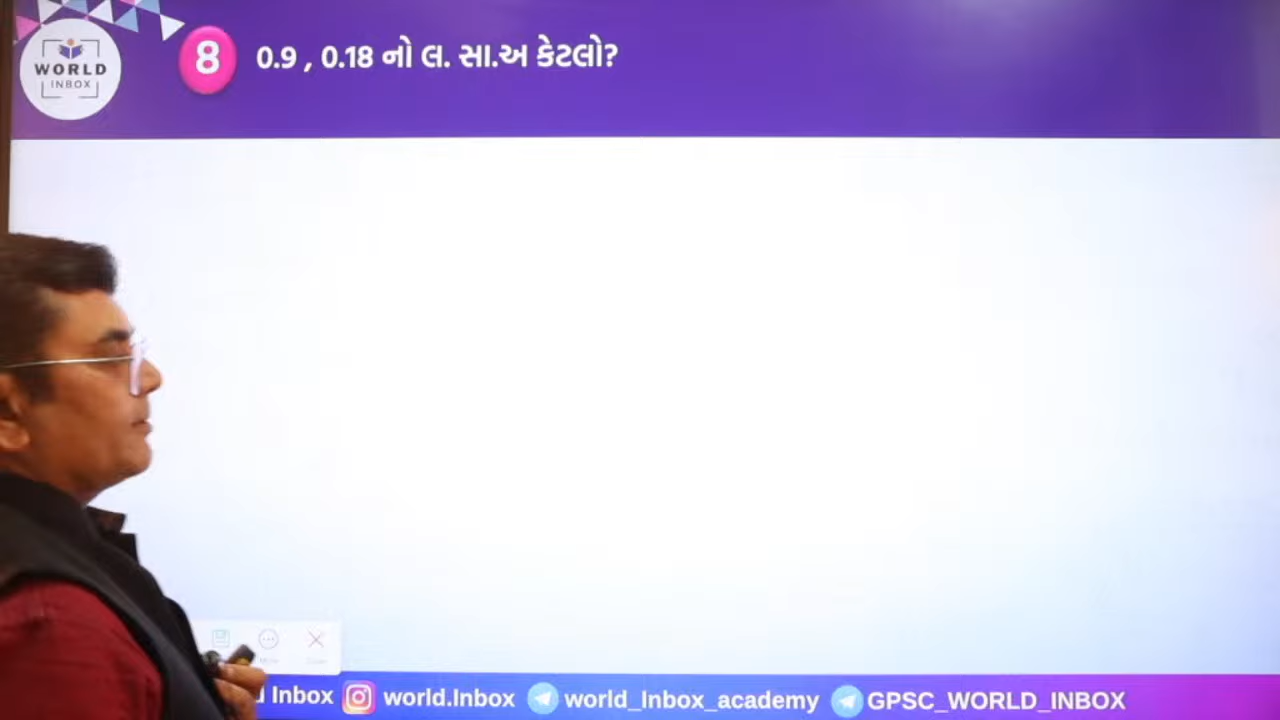 WORLD
INBOX
8 0.9 , 0.18 નો લ. સા.અ કેટલો?
Inbox world.Inbox world_Inbox_academy GPSC_WORLD_INBOX